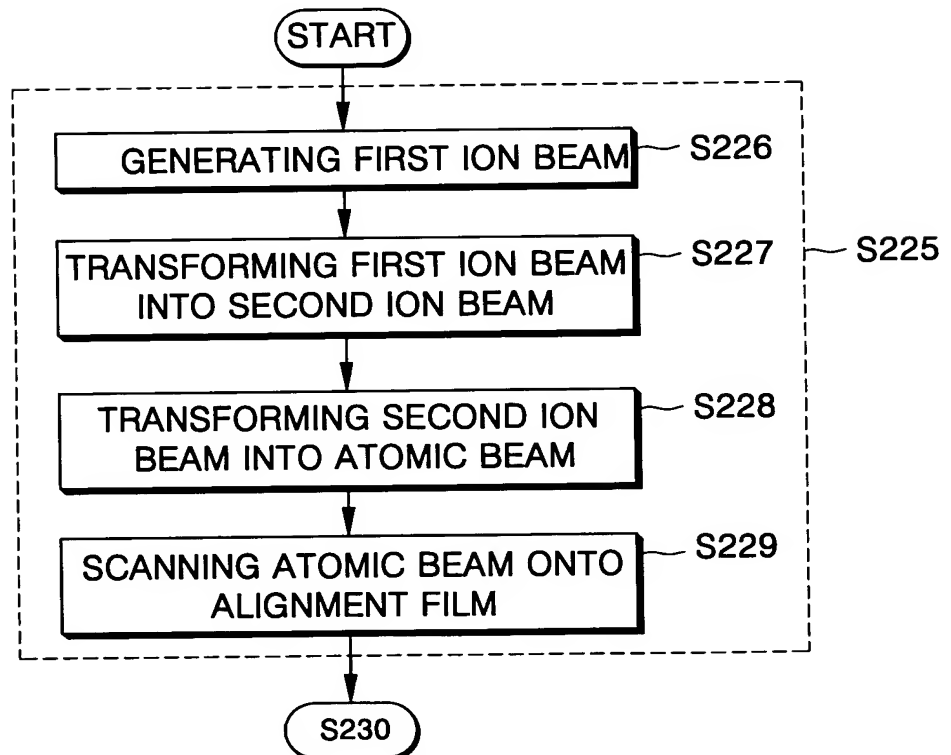 START
GENERATING FIRST ION BEAM
S226
TRANSFORMING FIRST ION BEAM
INTO SECOND ION BEAM
S227
S225
TRANSFORMING SECOND ION
BEAM INTO ATOMIC BEAM
S228
SCANNING ATOMIC BEAM ONTO
ALIGNMENT FILM
S229
S230